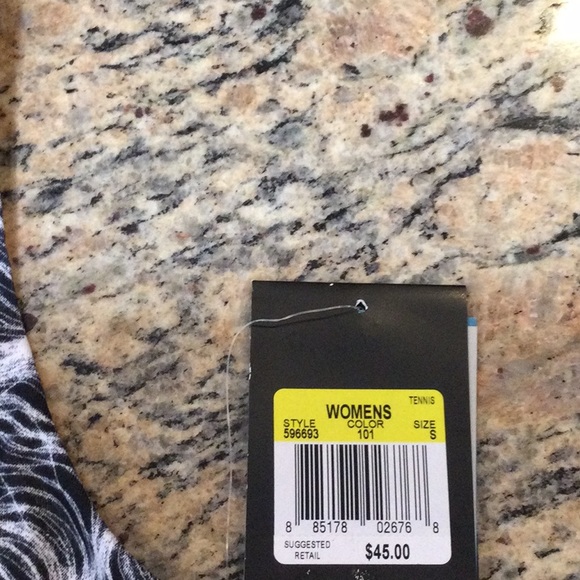 TENNIS
WOMENS
STYLE COLOR SIZE
596693 101 S
8 85178 02676 8
SUGGESTED
RETAIL $45.00